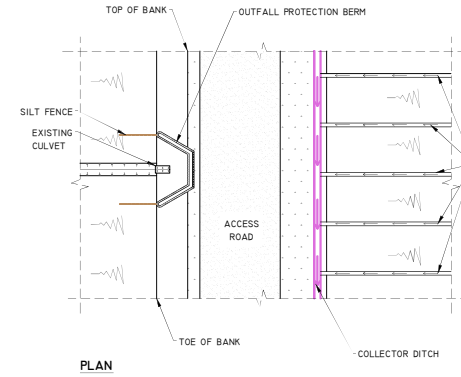 TOP OF BANK
OUTFALL PROTECTION BERM
SILT FENCE
EXISTING
CULVET
ACCESS
ROAD
TOE OF BANK
COLLECTOR DITCH
PLAN